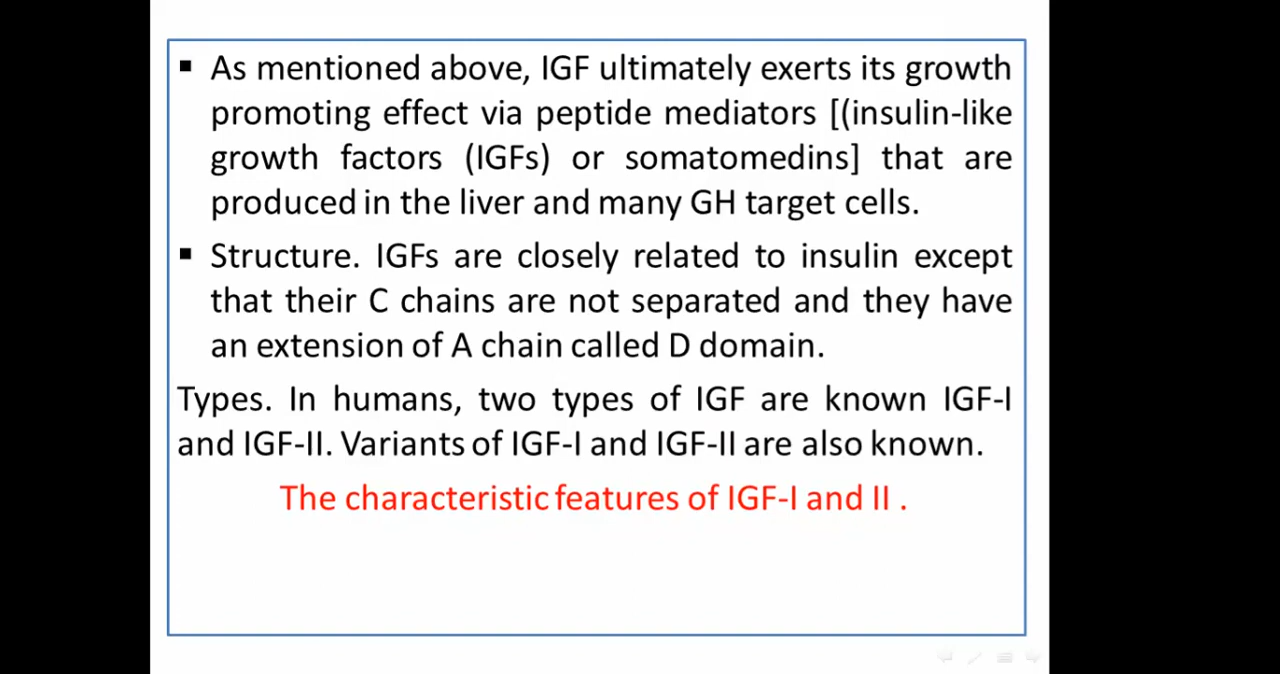 ▪ As mentioned above, IGF ultimately exerts its growth
promoting effect via peptide mediators [(insulin-like
growth factors (IGFs) or somatomedins] that are
produced in the liver and many GH target cells.
▪ Structure. IGFs are closely related to insulin except
that their C chains are not separated and they have
an extension of A chain called D domain.
Types. In humans, two types of IGF are known IGF-I
and IGF-II. Variants of IGF-I and IGF-II are also known.
The characteristic features of IGF-I and II .